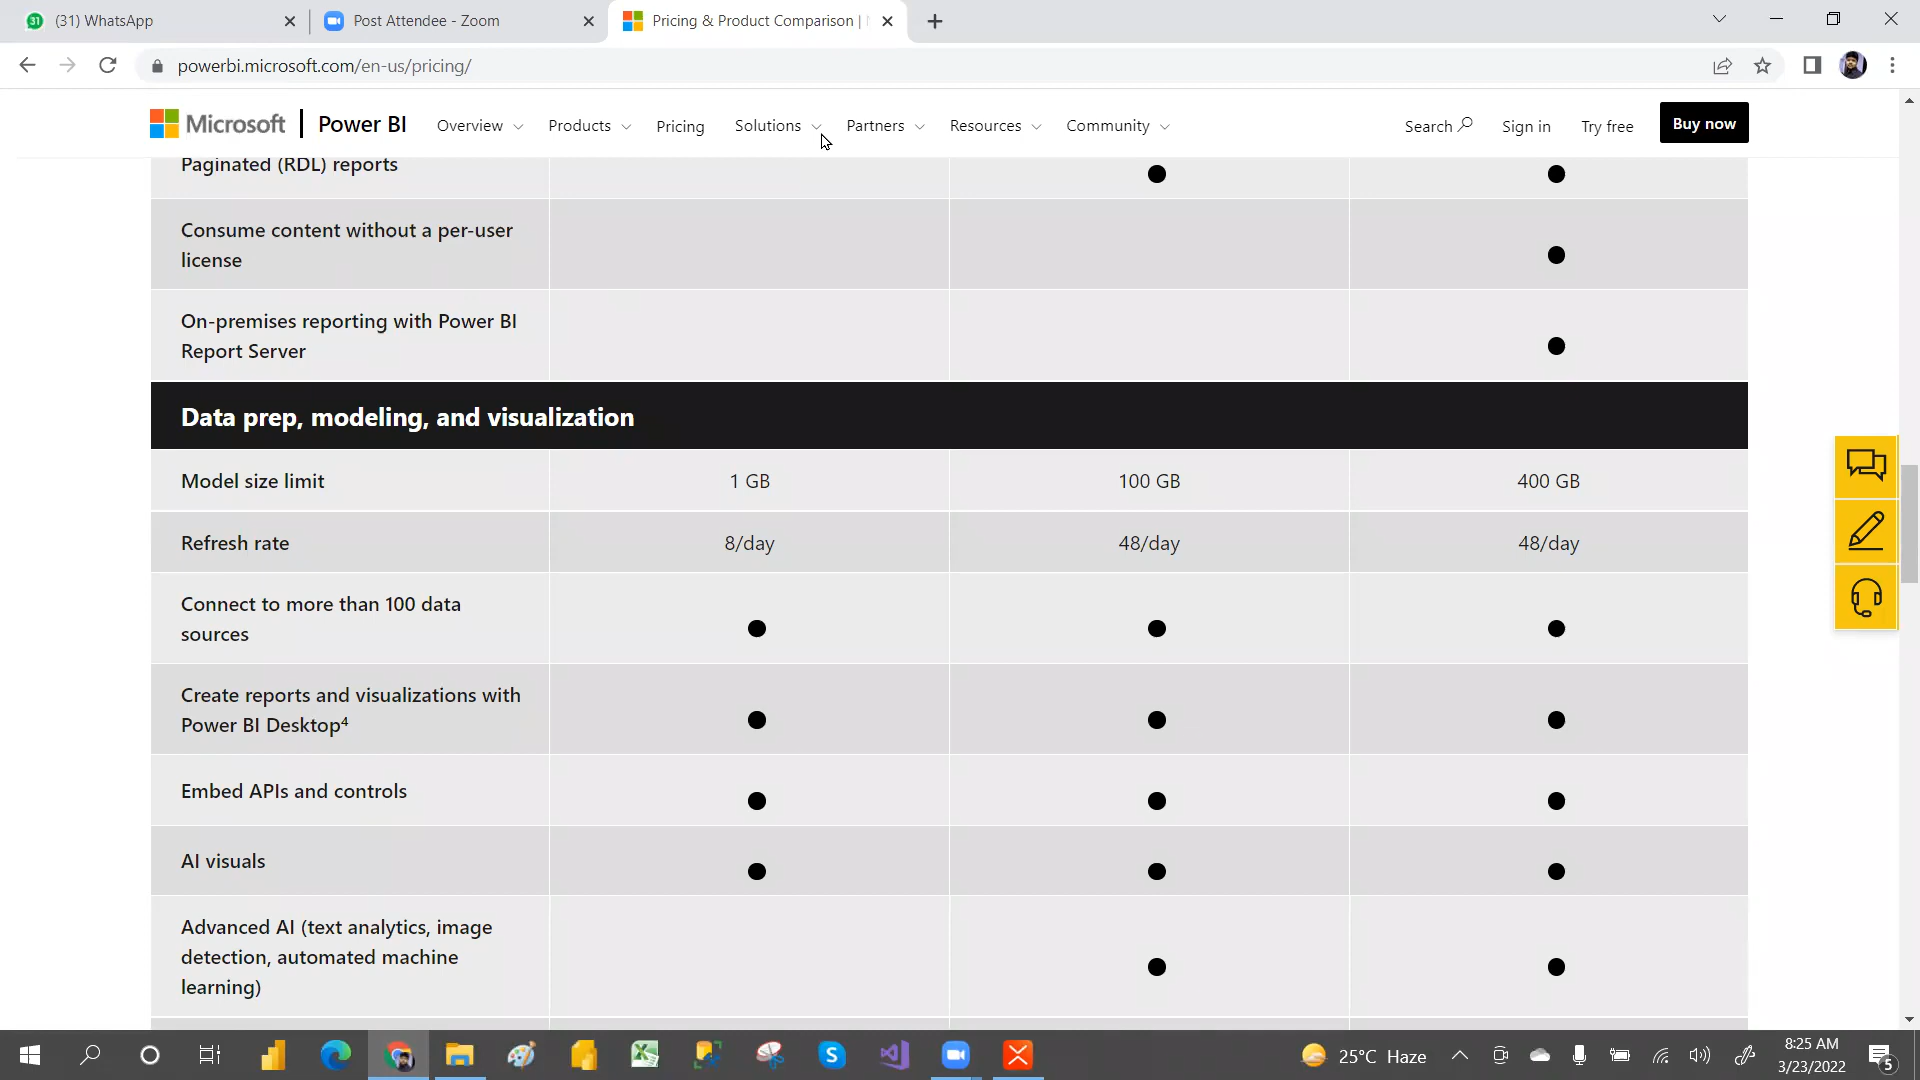 (31) WhatsApp
Post Attendee - Zoom
Pricing & Product Comparison |
powerbi.microsoft.com/en-us/pricing/
Microsoft | Power BI Overview Products Pricing Solutions Partners Resources Community Search Sign in Try free Buy now
Paginated (RDL) reports
Consume content without a per-user
license
On-premises reporting with Power BI
Report Server
Data prep, modeling, and visualization
Model size limit 1 GB 100 GB 400 GB
Refresh rate 8/day 48/day 48/day
Connect to more than 100 data
sources
Create reports and visualizations with
Power BI Desktop⁴
Embed APIs and controls
AI visuals
Advanced AI (text analytics, image
detection, automated machine
learning)
25°C Haze
8:25 AM
3/23/2022
5